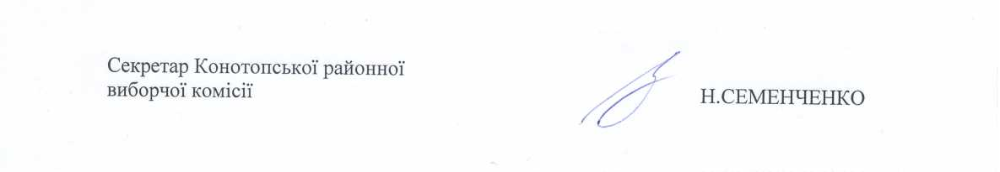 Секретар Конотопської районної
виборчої комісії
Н.СЕМЕНЧЕНКО